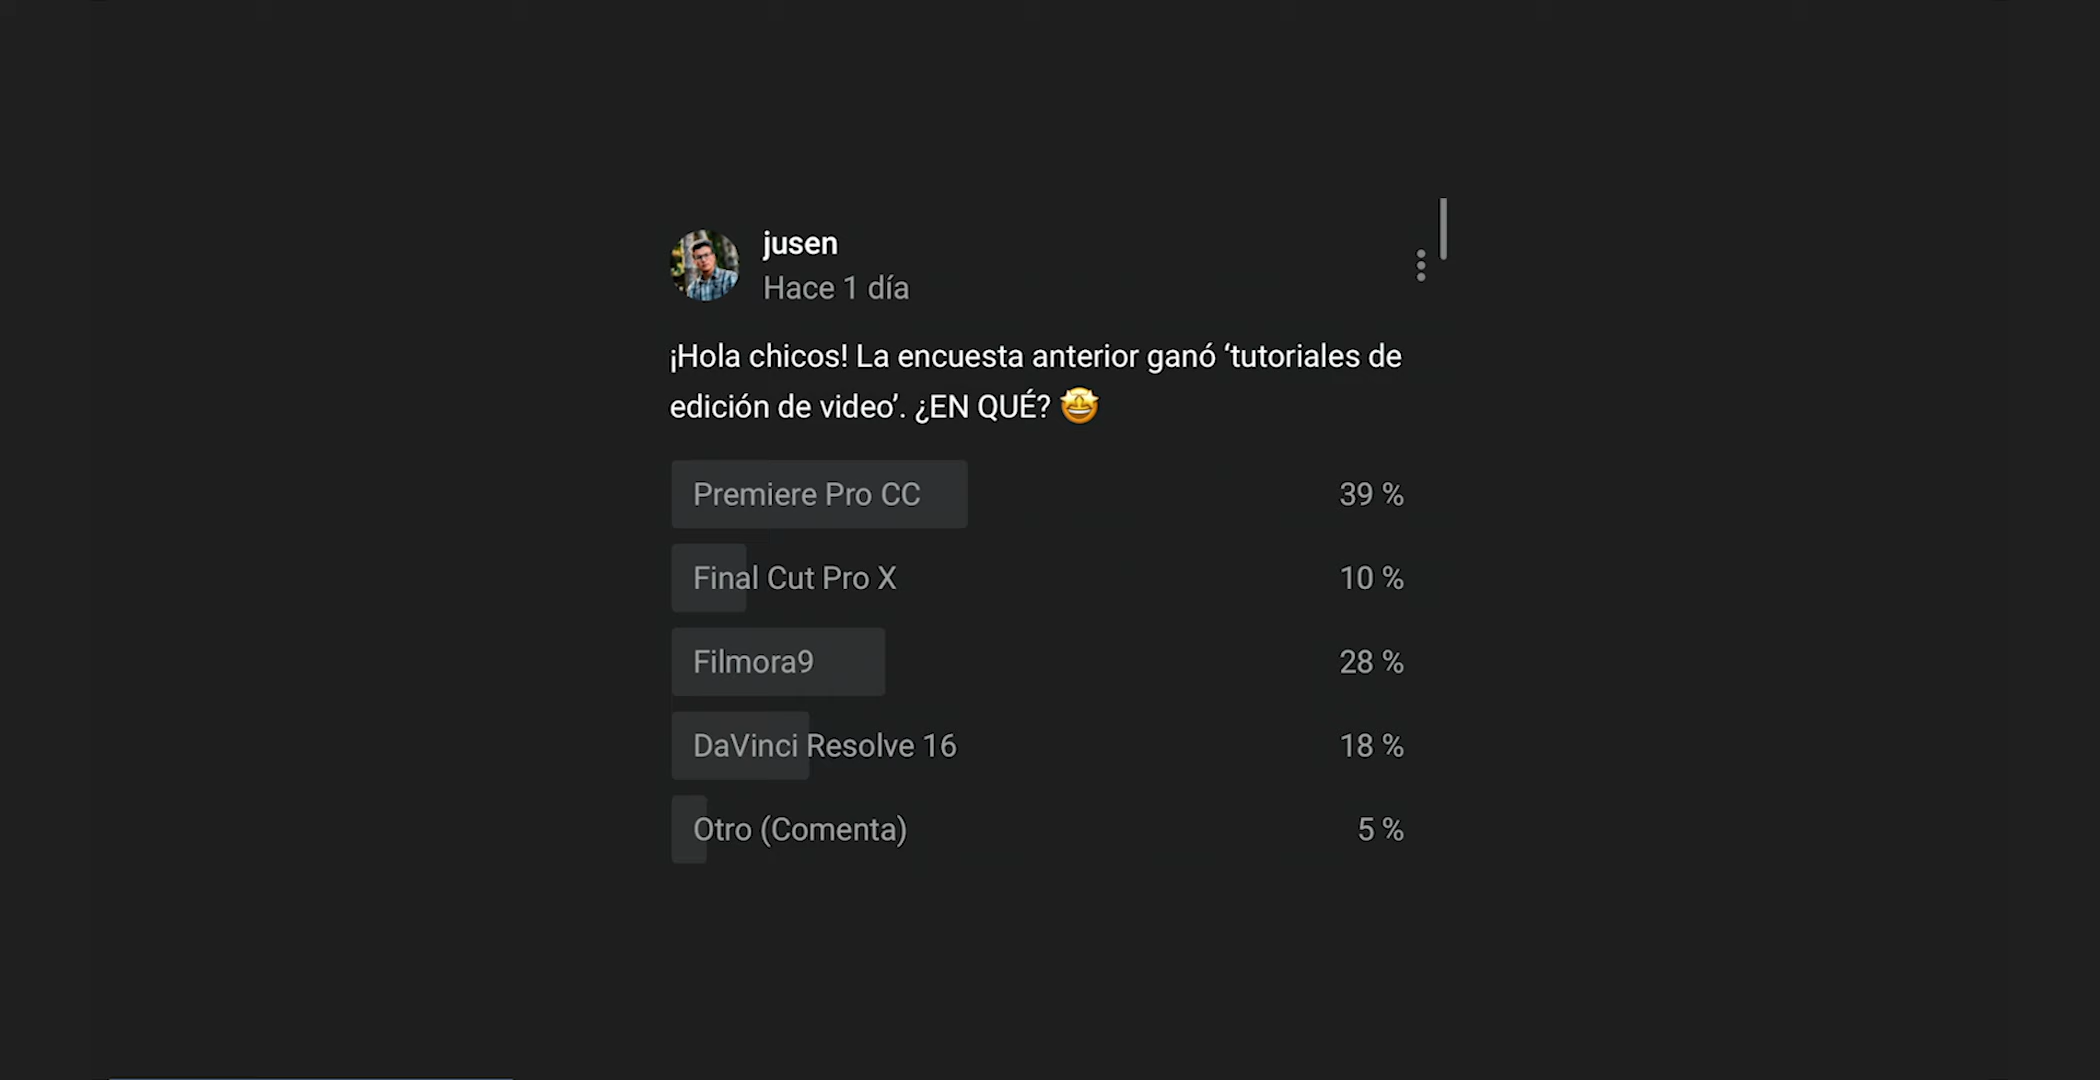 jusen
Hace 1 día
¡Hola chicos! La encuesta anterior ganó ‘tutoriales de
edición de video’. ¿EN QUÉ? 🤩
Premiere Pro CC 39 %
Final Cut Pro X 10 %
Filmora9 28 %
DaVinci Resolve 16 18 %
Otro (Comenta) 5 %